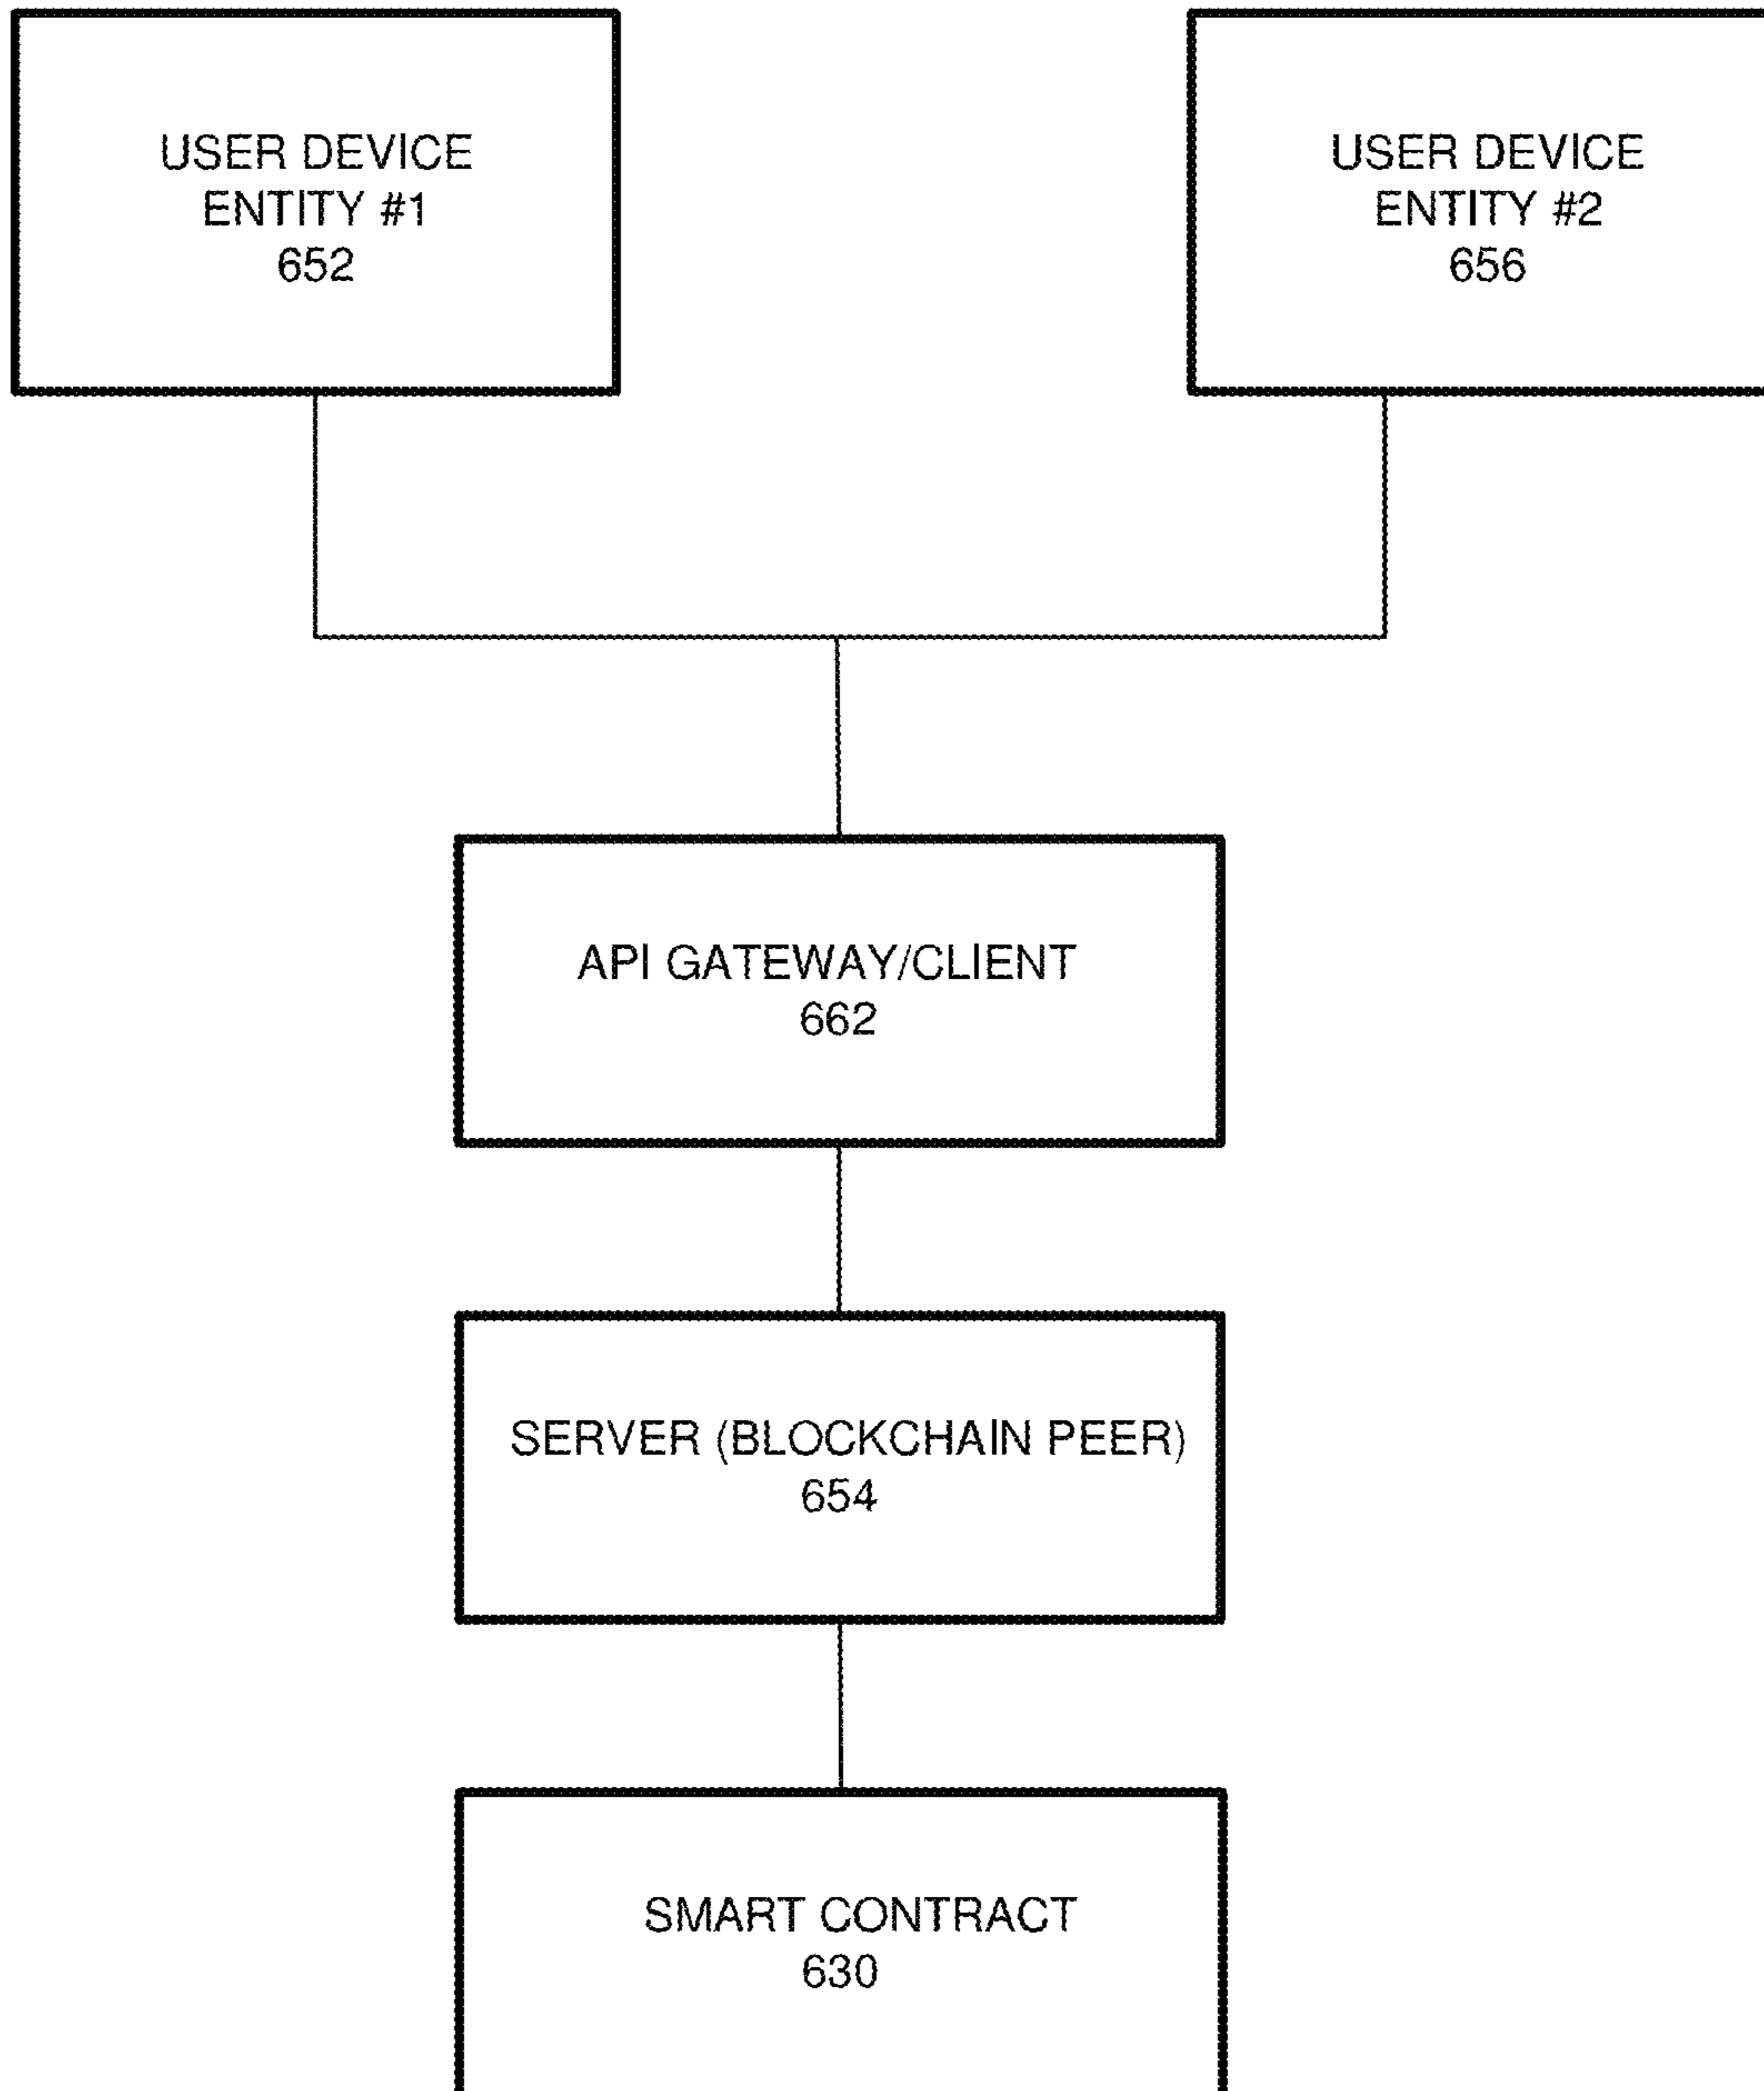 USER DEVICE
ENTITY #1
652
USER DEVICE
ENTITY #2
656
API GATEWAY/CLIENT
662
SERVER (BLOCKCHAIN PEER)
654
SMART CONTRACT
630